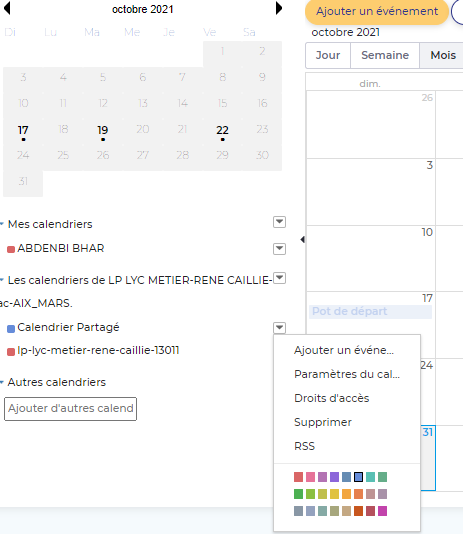 octobre 2021
Di Lu Ma Me Je Ve Sa
1 2
3 4 5 6 7 8 9
10 11 12 13 14 15 16
17 18 19 20 21 22 23
24 25 26 27 28 29 30
31
Mes calendriers
ABDENBI BHAR
Les calendriers de LP LYC METIER-RENE CAILLIE-
ac-AIX_MARS.
Calendrier Partagé
lp-lyc-metier-rene-caillie-13011
Autres calendriers
Ajouter d'autres calend
Ajouter un événement
octobre 2021
Jour Semaine Mois
dim.
26
3
10
17
Pot de départ
24
31
Ajouter un événe...
Paramètres du cal...
Droits d'accès
Supprimer
RSS